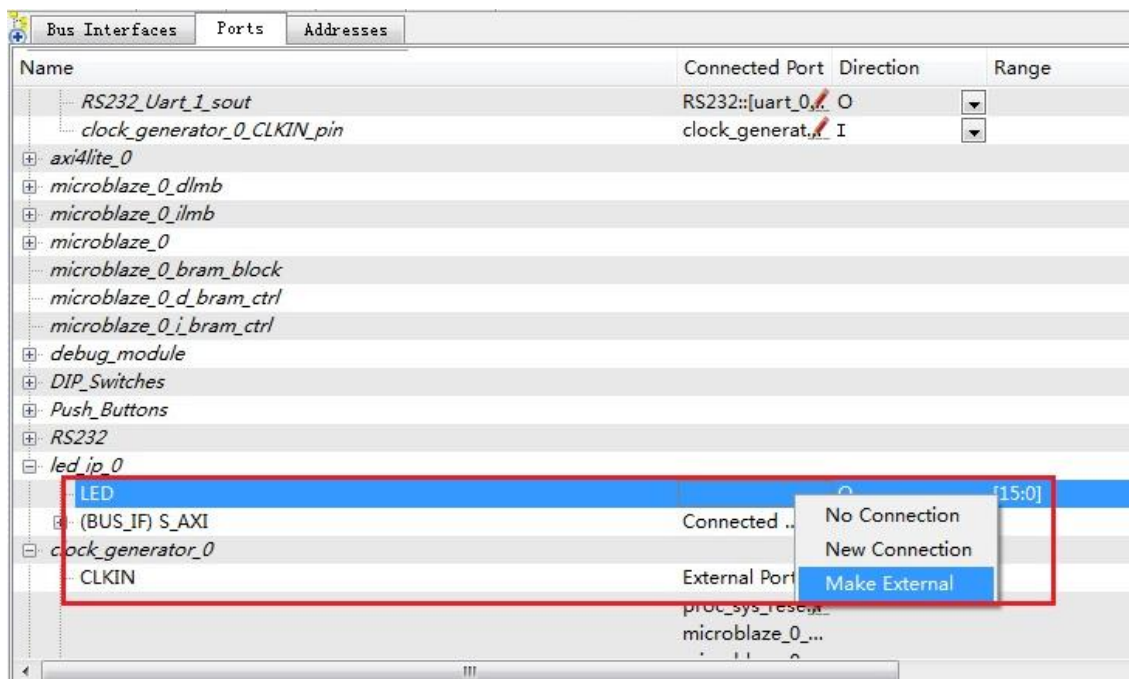 Bus Interfaces Ports Addresses
Name Connected Port Direction Range
RS232_Uart_1_sout RS232::[uart_0... O
clock_generator_0_CLKIN_pin clock_generat... I
axi4lite_0
microblaze_0_dlmb
microblaze_0_ilmb
microblaze_0
microblaze_0_bram_block
microblaze_0_d_bram_ctrl
microblaze_0_i_bram_ctrl
debug_module
DIP_Switches
Push_Buttons
RS232
led_ip_0
LED O [15:0]
(BUS_IF) S_AXI Connected ...
No Connection
clock_generator_0
New Connection
CLKIN External Port
Make External
proc_sys_rese...
microblaze_0_...